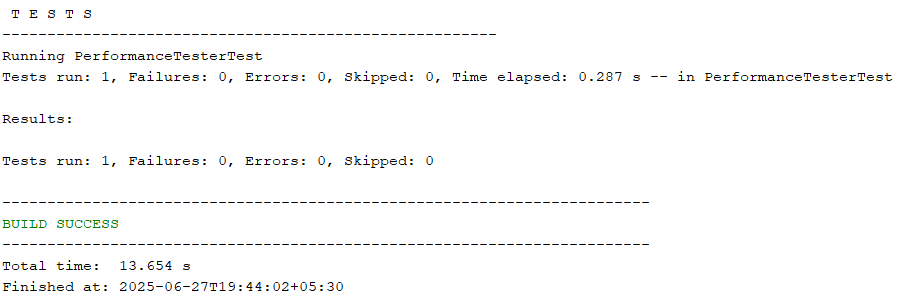 T E S T S
-------------------------------------------------------
Running PerformanceTesterTest
Tests run: 1, Failures: 0, Errors: 0, Skipped: 0, Time elapsed: 0.287 s -- in PerformanceTesterTest
Results:
Tests run: 1, Failures: 0, Errors: 0, Skipped: 0
------------------------------------------------------------------------
BUILD SUCCESS
------------------------------------------------------------------------
Total time:  13.654 s
Finished at: 2025-06-27T19:44:02+05:30